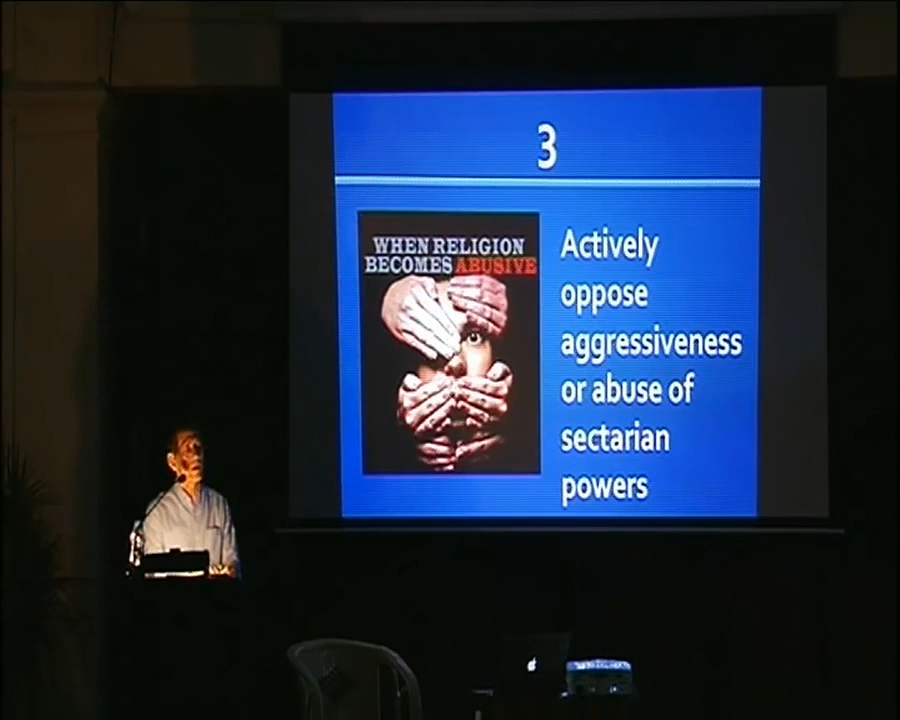 3
WHEN RELIGION
BECOMES ABUSIVE
Actively
oppose
aggressiveness
or abuse of
sectarian
powers